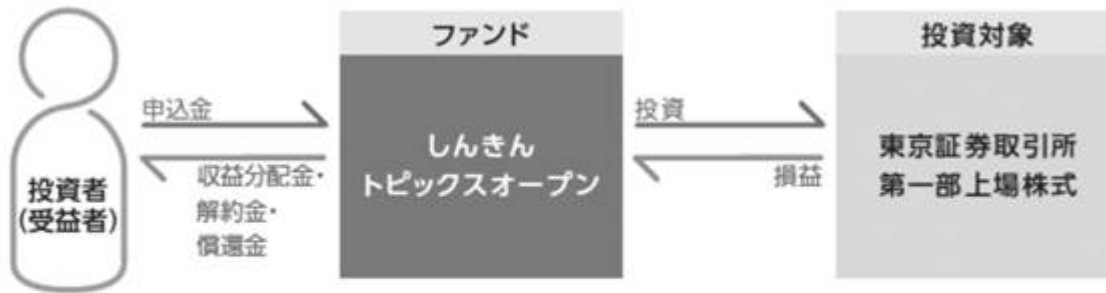 ファンド
投資対象
申込金
投資
しんきん
トピックスオープン
東京証券取引所
第一部上場株式
投資者
(受益者)
収益分配金・
解約金・
償還金
損益